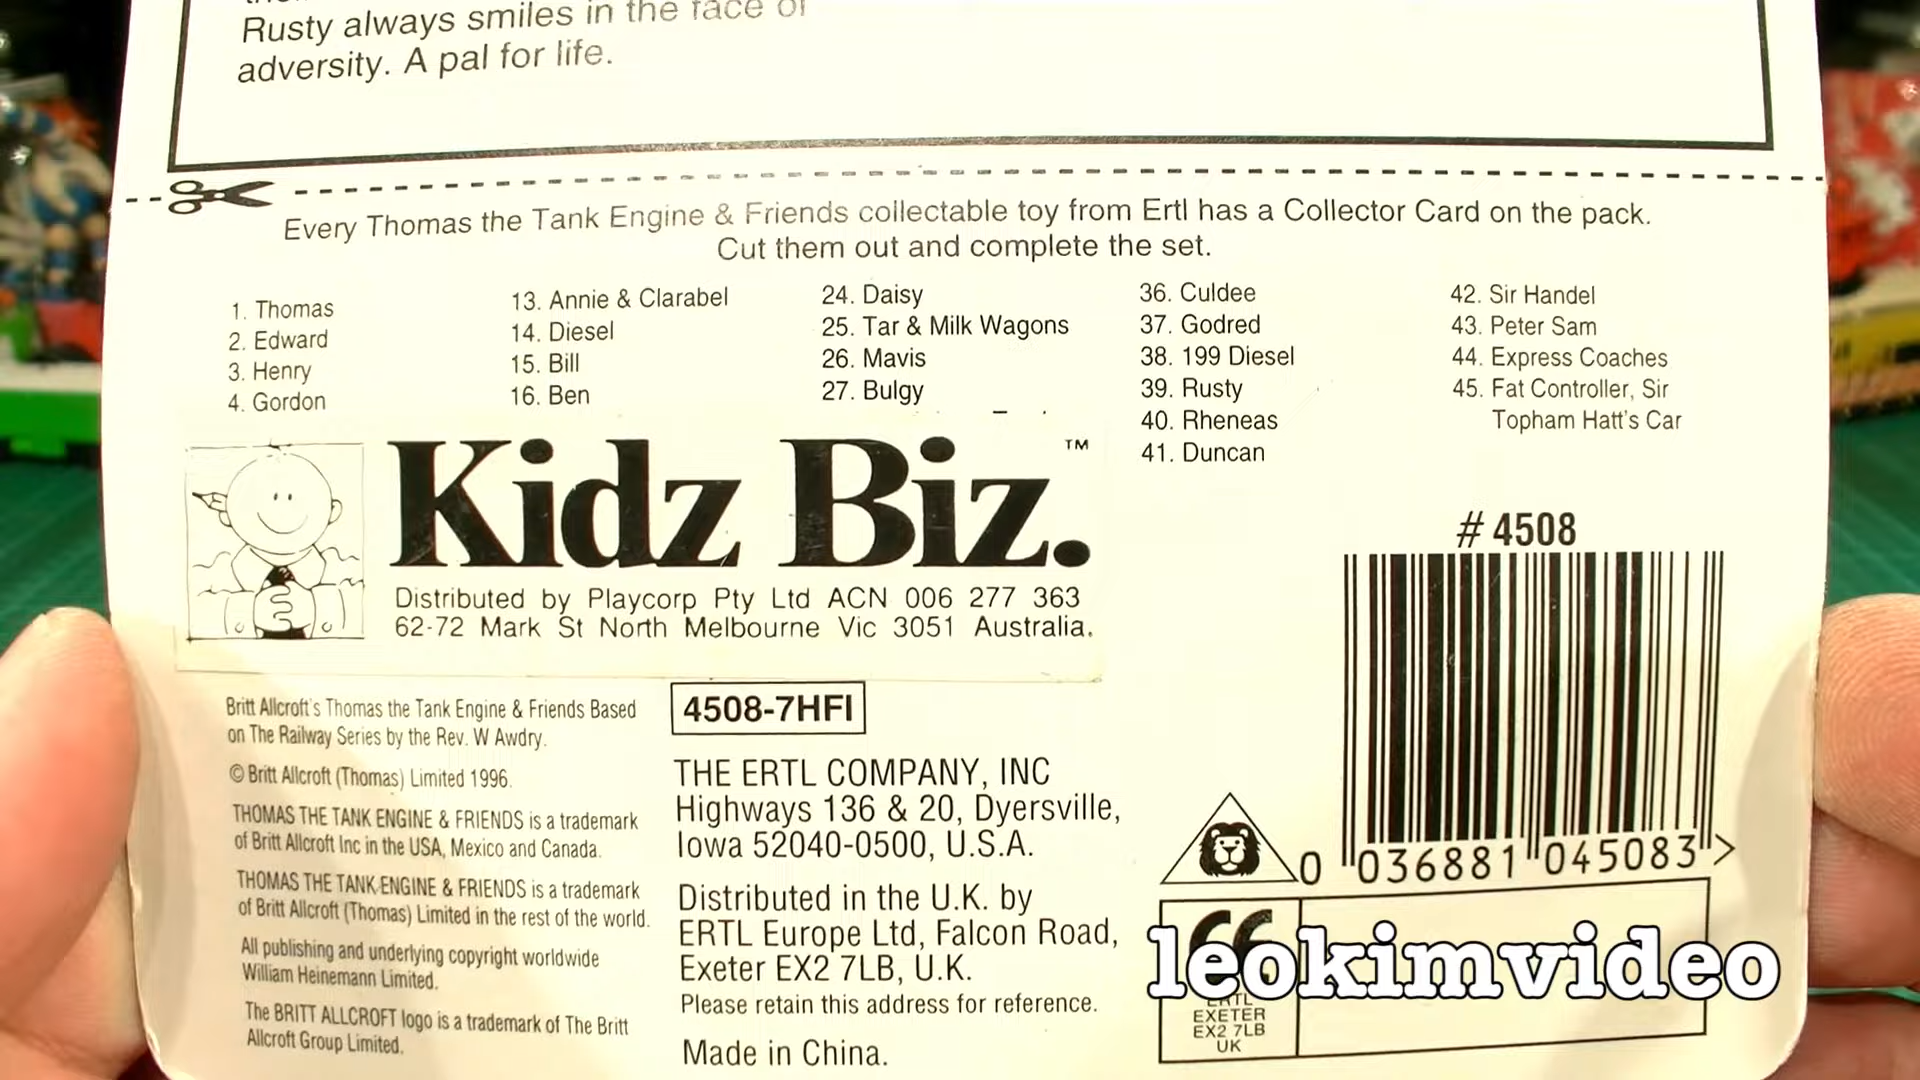 Rusty always smiles in the face of
adversity. A pal for life.
Every Thomas the Tank Engine & Friends collectable toy from Ertl has a Collector Card on the pack.
Cut them out and complete the set.
1. Thomas
2. Edward
3. Henry
4. Gordon
13. Annie & Clarabel
14. Diesel
15. Bill
16. Ben
24. Daisy
25. Tar & Milk Wagons
26. Mavis
27. Bulgy
36. Culdee
37. Godred
38. 199 Diesel
39. Rusty
40. Rheneas
41. Duncan
42. Sir Handel
43. Peter Sam
44. Express Coaches
45. Fat Controller, Sir
Topham Hatt's Car
Kidz Biz.™
Distributed by Playcorp Pty Ltd ACN 006 277 363
62-72 Mark St North Melbourne Vic 3051 Australia.
Britt Allcroft's Thomas the Tank Engine & Friends Based
on The Railway Series by the Rev. W Awdry.
© Britt Allcroft (Thomas) Limited 1996.
THOMAS THE TANK ENGINE & FRIENDS is a trademark
of Britt Allcroft Inc in the USA, Mexico and Canada.
THOMAS THE TANK ENGINE & FRIENDS is a trademark
of Britt Allcroft (Thomas) Limited in the rest of the world.
All publishing and underlying copyright worldwide
William Heinemann Limited.
The BRITT ALLCROFT logo is a trademark of The Britt
Allcroft Group Limited.
4508-7HFI
THE ERTL COMPANY, INC
Highways 136 & 20, Dyersville,
Iowa 52040-0500, U.S.A.
Distributed in the U.K. by
ERTL Europe Ltd, Falcon Road,
Exeter EX2 7LB, U.K.
Please retain this address for reference.
Made in China.
# 4508
0 036881 045083 >
leokimvideo
ERTL
EXETER
EX2 7LB
UK